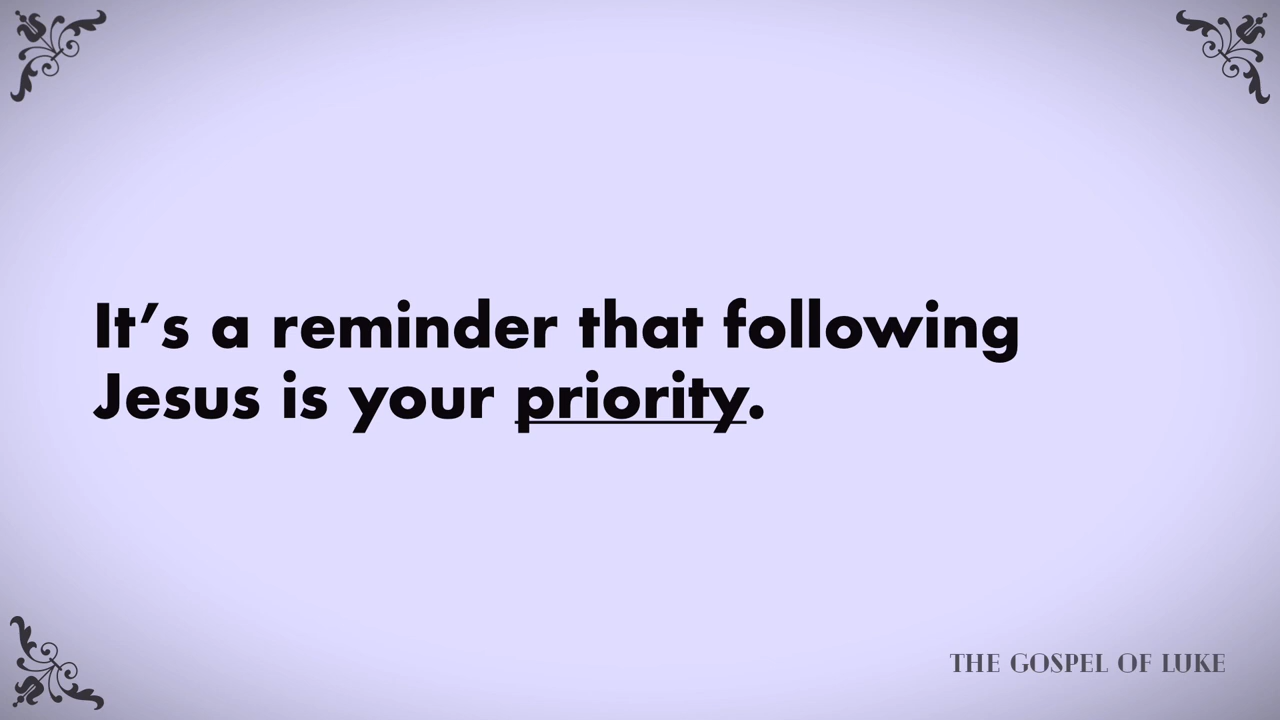 It’s a reminder that following
Jesus is your priority.
THE GOSPEL OF LUKE